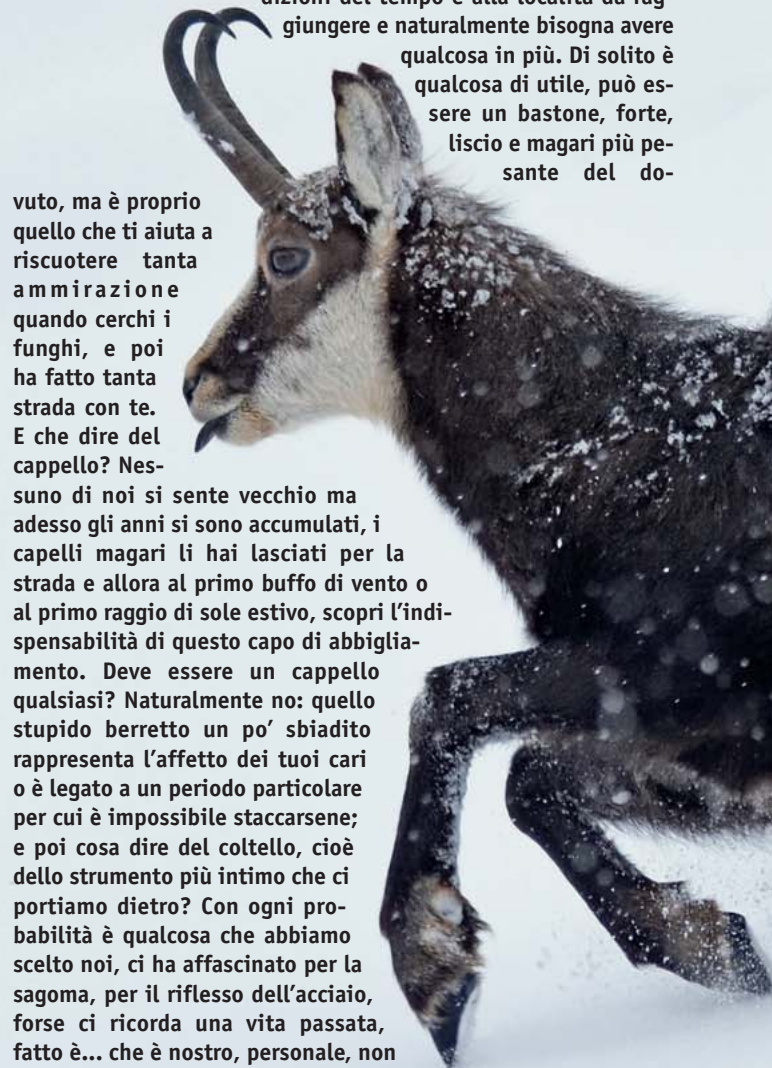 dizioni del tempo e alla località da rag-
giungere e naturalmente bisogna avere
qualcosa in più. Di solito è
qualcosa di utile, può es-
sere un bastone, forte,
liscio e magari più pe-
sante del do-
vuto, ma è proprio
quello che ti aiuta a
riscuotere tanta
ammirazione
quando cerchi i
funghi, e poi
ha fatto tanta
strada con te.
E che dire del
cappello? Nes-
suno di noi si sente vecchio ma
adesso gli anni si sono accumulati, i
capelli magari li hai lasciati per la
strada e allora al primo buffo di vento o
al primo raggio di sole estivo, scopri l'indi-
spensabilità di questo capo di abbiglia-
mento. Deve essere un cappello
qualsiasi? Naturalmente no: quello
stupido berretto un po' sbiadito
rappresenta l'affetto dei tuoi cari
o è legato a un periodo particolare
per cui è impossibile staccarsene;
e poi cosa dire del coltello, cioè
dello strumento più intimo che ci
portiamo dietro? Con ogni pro-
babilità è qualcosa che abbiamo
scelto noi, ci ha affascinato per la
sagoma, per il riflesso dell'acciaio,
forse ci ricorda una vita passata,
fatto è... che è nostro, personale, non